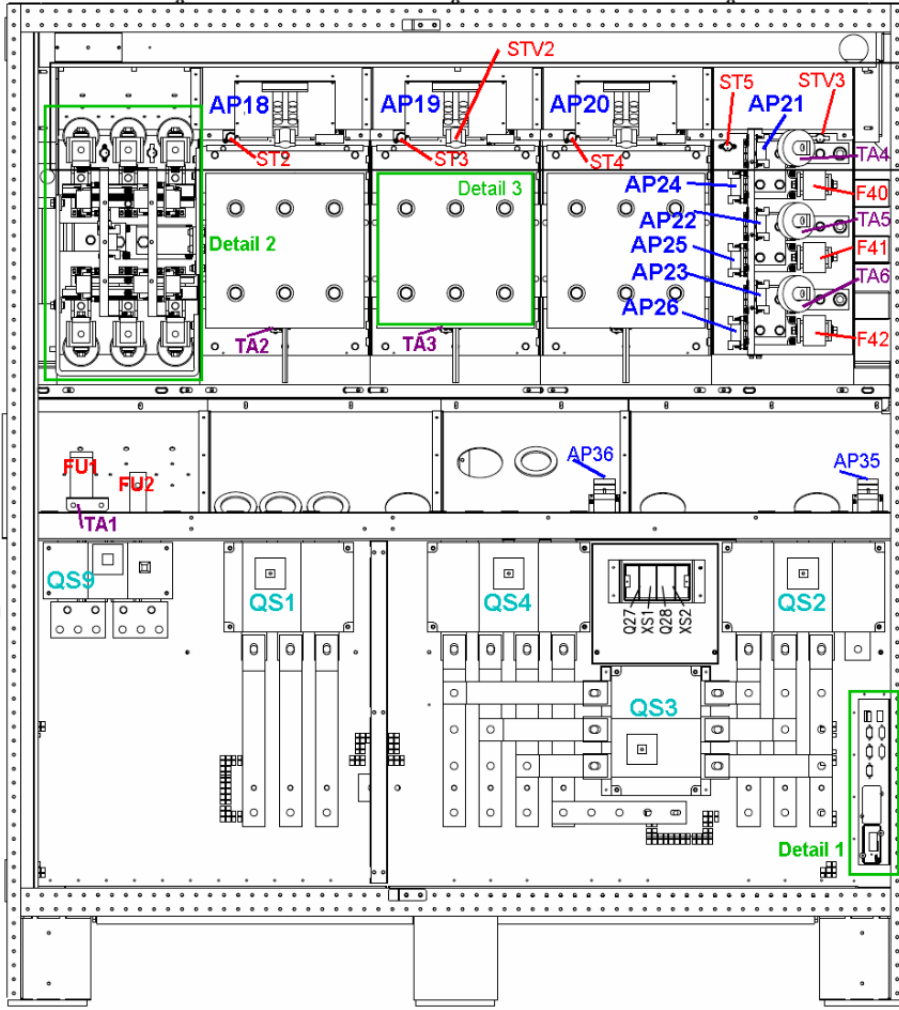 STV2
AP18
AP19
AP20
ST5
AP21
STV3
ST2
ST3
ST4
TA4
Detail 3
AP24
F40
AP22
TA5
Detail 2
AP25
F41
AP23
TA6
AP26
TA2
TA3
F42
FU1
FU2
AP36
AP35
TA1
QS9
QS1
QS4
Q27
XS1
Q28
XS2
QS2
QS3
Detail 1